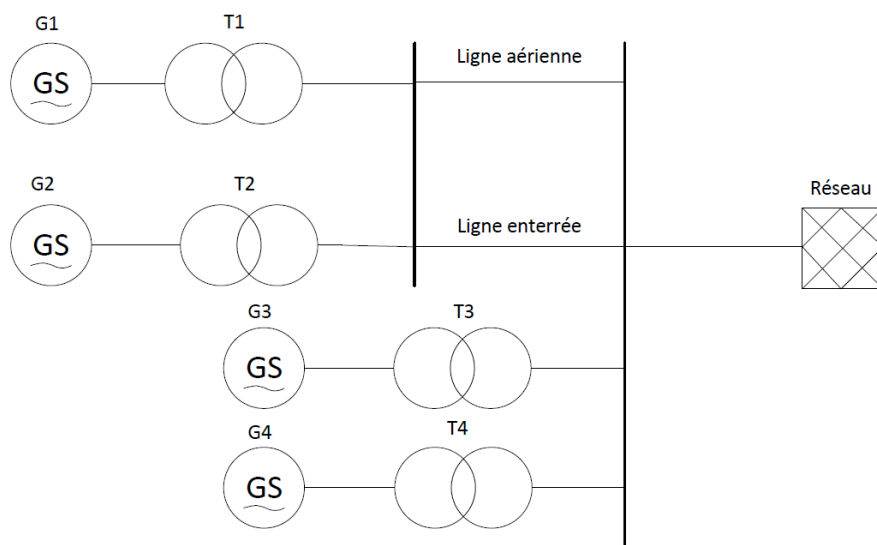 G1
T1
GS
Ligne aérienne
G2
T2
Réseau
GS
Ligne enterrée
G3
T3
GS
G4
T4
GS